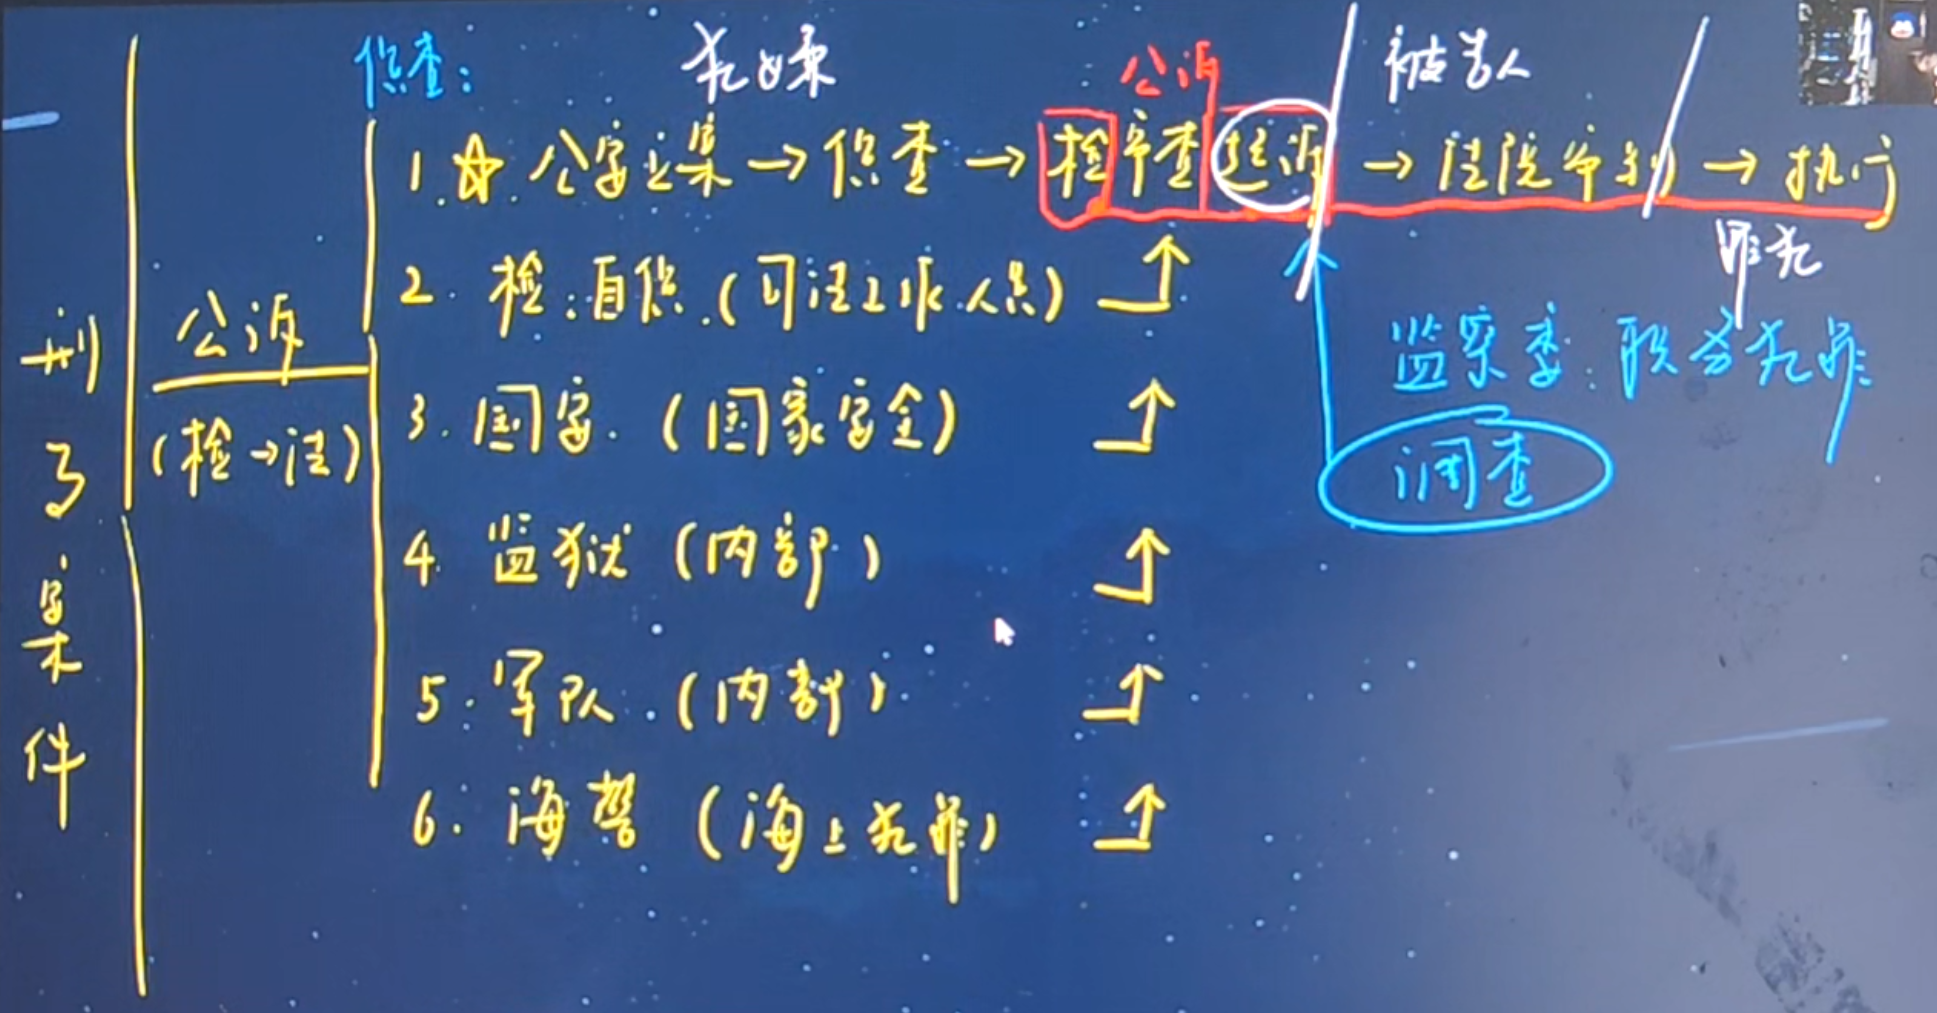 刑事案件
公诉
(检→法)
侦查：
犯嫌
公诉
被告人
1.☆.公安立案→侦查→检审查起诉→法院审判→执行
罪犯
2.检:自侦.(司法工作人员)
监察委:职务犯罪
调查
3.国安.(国家安全)
4.监狱(内部)
5.军队.(内部)
6.海警(海上犯罪)